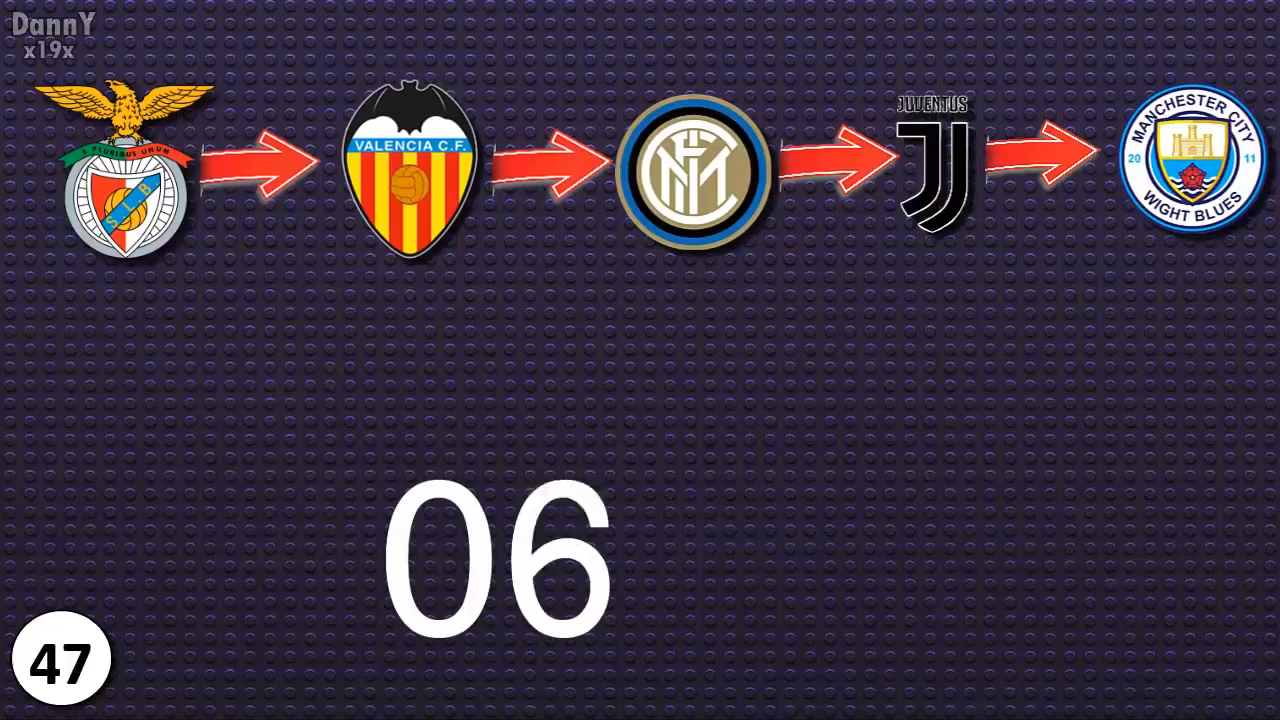 DannY
x19x
E PLURIBUS UNUM
SLB
VALENCIA C.F.
JUVENTUS
MANCHESTER CITY
20 11
WIGHT BLUES
06
47